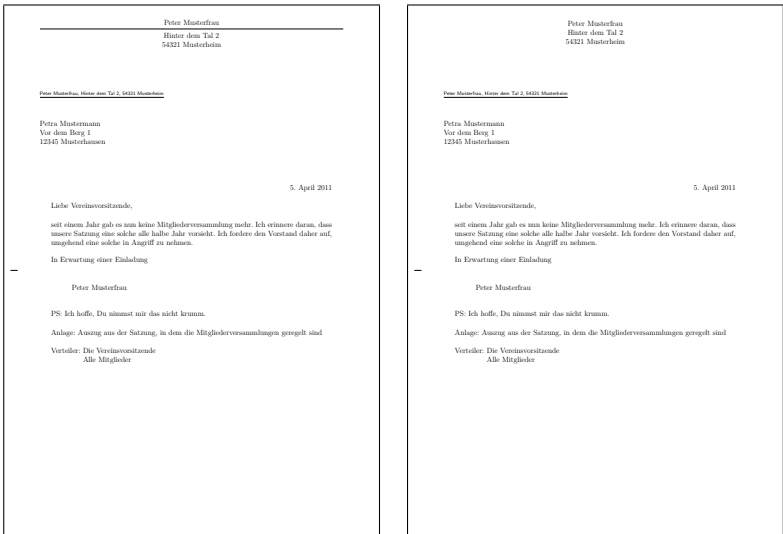 Peter Musterfrau
Hinter dem Tal 2
54321 Musterheim
Peter Musterfrau, Hinter dem Tal 2, 54321 Musterheim
Petra Mustermann
Vor dem Berg 1
12345 Musterhausen
5. April 2011
Liebe Vereinsvorsitzende,
seit einem Jahr gab es nun keine Mitgliederversammlung mehr. Ich erinnere daran, dass
unsere Satzung eine solche alle halbe Jahr vorsieht. Ich fordere den Vorstand daher auf,
umgehend eine solche in Angriff zu nehmen.
In Erwartung einer Einladung
Peter Musterfrau
PS: Ich hoffe, Du nimmst mir das nicht krumm.
Anlage: Auszug aus der Satzung, in dem die Mitgliederversammlungen geregelt sind
Verteiler: Die Vereinsvorsitzende
Alle Mitglieder
Peter Musterfrau
Hinter dem Tal 2
54321 Musterheim
Peter Musterfrau, Hinter dem Tal 2, 54321 Musterheim
Petra Mustermann
Vor dem Berg 1
12345 Musterhausen
5. April 2011
Liebe Vereinsvorsitzende,
seit einem Jahr gab es nun keine Mitgliederversammlung mehr. Ich erinnere daran, dass
unsere Satzung eine solche alle halbe Jahr vorsieht. Ich fordere den Vorstand daher auf,
umgehend eine solche in Angriff zu nehmen.
In Erwartung einer Einladung
Peter Musterfrau
PS: Ich hoffe, Du nimmst mir das nicht krumm.
Anlage: Auszug aus der Satzung, in dem die Mitgliederversammlungen geregelt sind
Verteiler: Die Vereinsvorsitzende
Alle Mitglieder